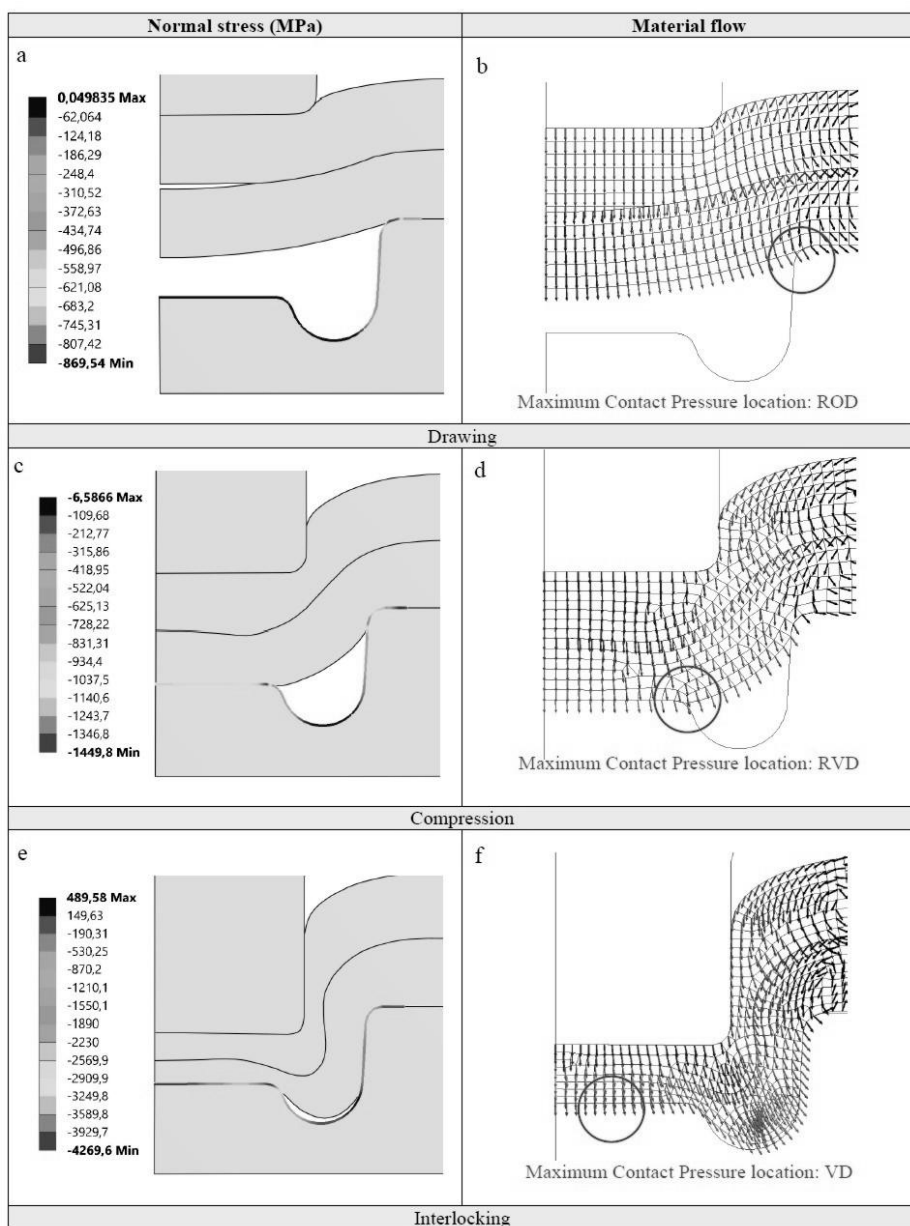 Normal stress (MPa)
Material flow
a
0,049835 Max
-62,064
-124,18
-186,29
-248,4
-310,52
-372,63
-434,74
-496,86
-558,97
-621,08
-683,2
-745,31
-807,42
-869,54 Min
b
Maximum Contact Pressure location: ROD
Drawing
c
-6,5866 Max
-109,68
-212,77
-315,86
-418,95
-522,04
-625,13
-728,22
-831,31
-934,4
-1037,5
-1140,6
-1243,7
-1346,8
-1449,8 Min
d
Maximum Contact Pressure location: RVD
Compression
e
489,58 Max
149,63
-190,31
-530,25
-870,2
-1210,1
-1550,1
-1890
-2230
-2569,9
-2909,9
-3249,8
-3589,8
-3929,7
-4269,6 Min
f
Maximum Contact Pressure location: VD
Interlocking